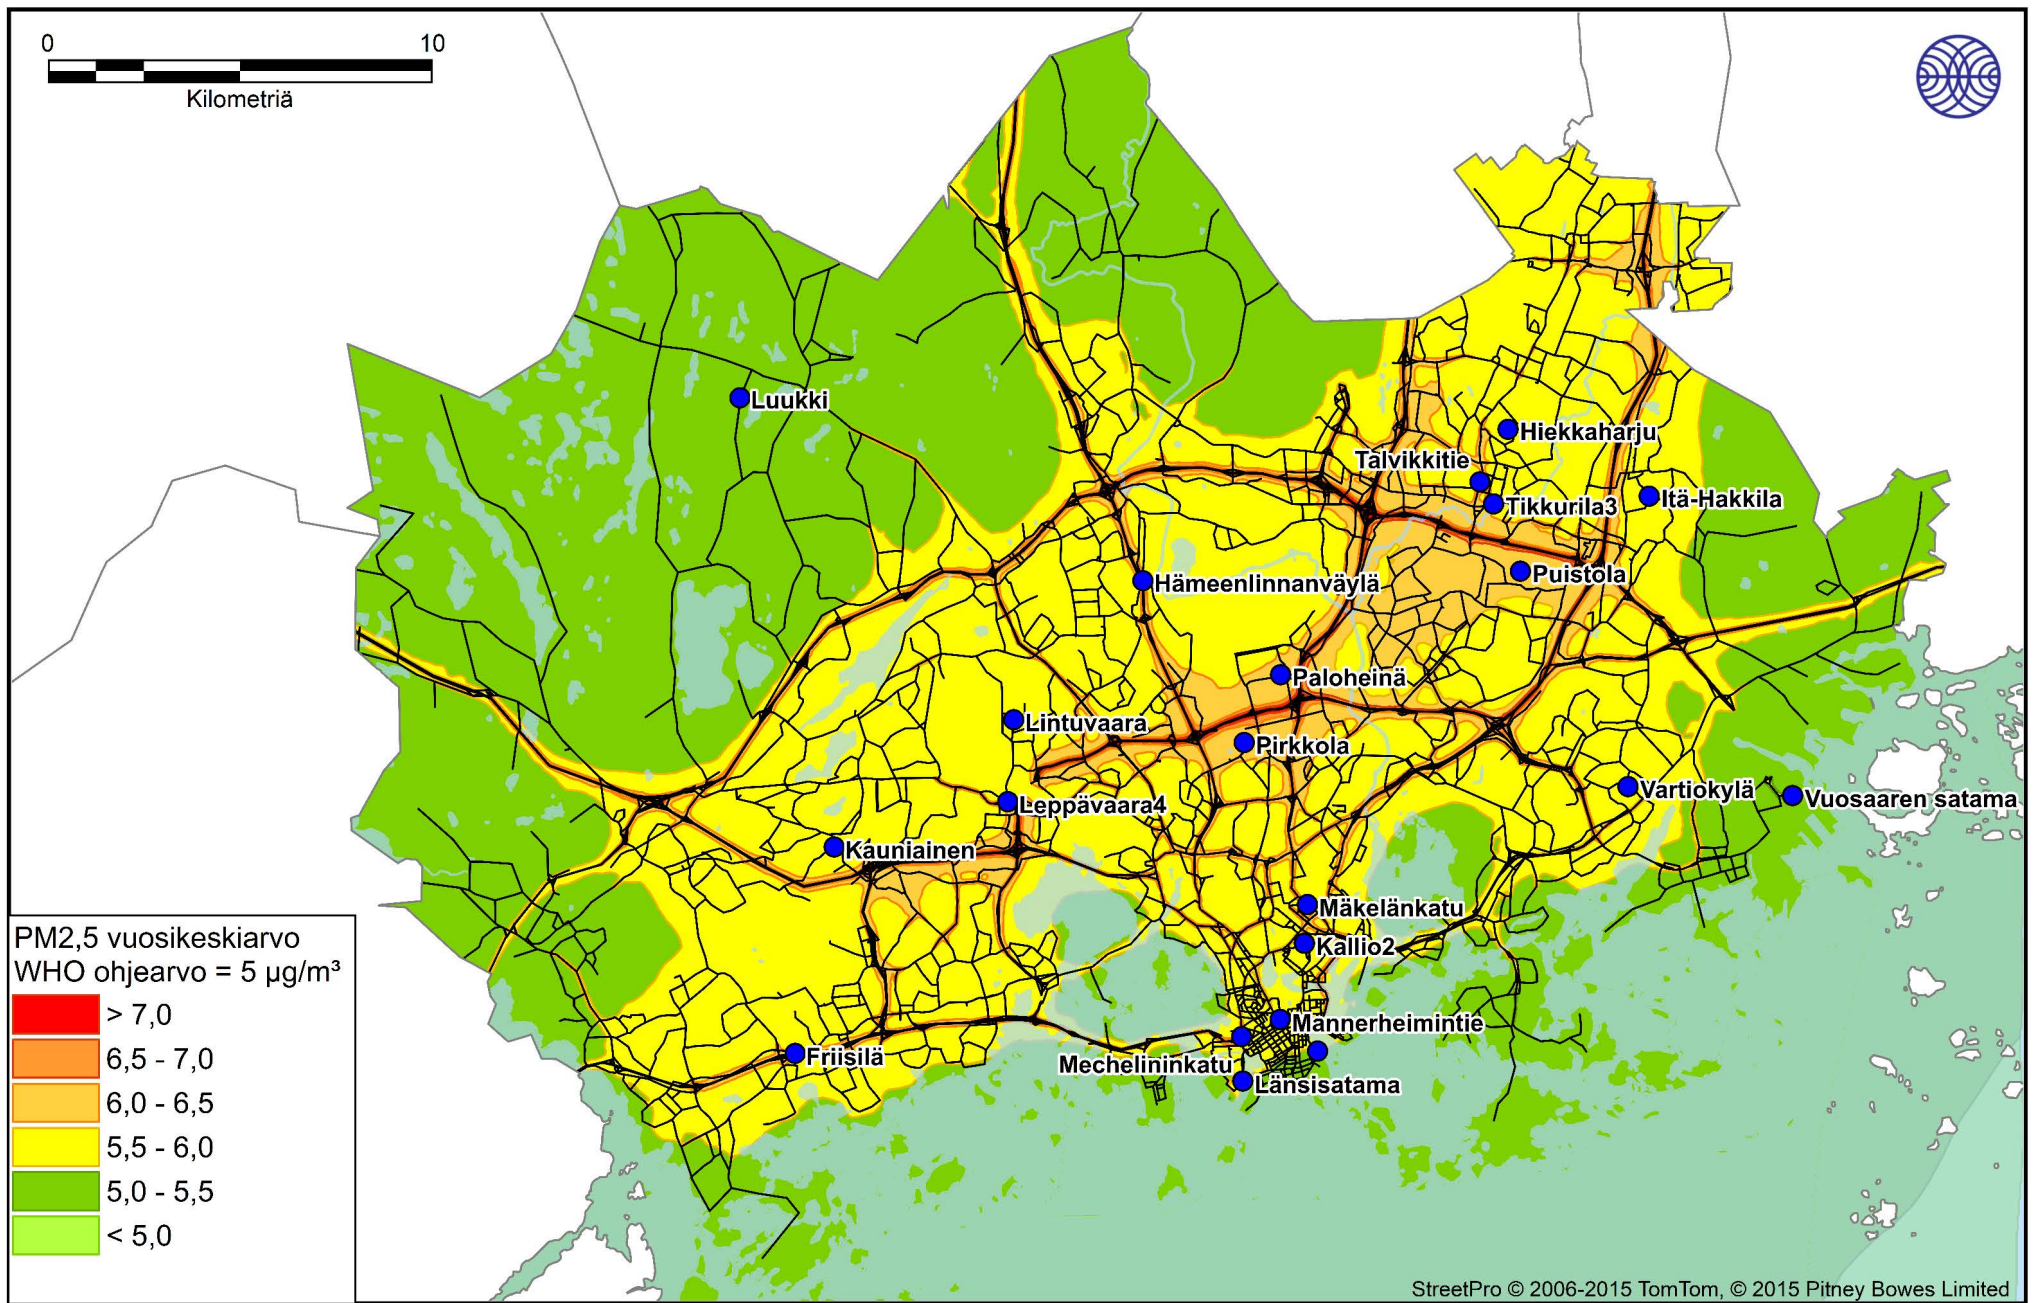 0 10
Kilometriä
Luukki
Hiekkaharju
Talvikkitie
Tikkurila3
Itä-Hakkila
Puistola
Hämeenlinnanväylä
Paloheinä
Lintuvaara
Pirkkola
Vartiokylä
Vuosaaren satama
Leppävaara4
Kauniainen
Mäkelänkatu
Kallio2
Mannerheimintie
Friisilä
Mechelininkatu
Länsisatama
PM2,5 vuosikeskiarvo
WHO ohjearvo = 5 µg/m³
> 7,0
6,5 - 7,0
6,0 - 6,5
5,5 - 6,0
5,0 - 5,5
< 5,0
StreetPro © 2006-2015 TomTom, © 2015 Pitney Bowes Limited